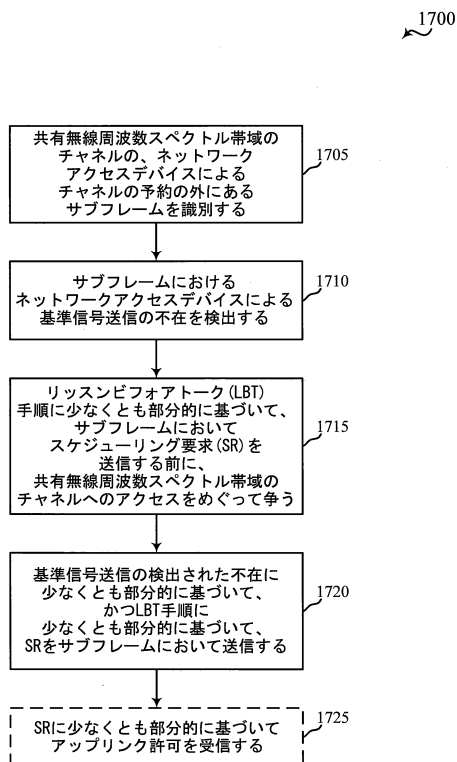 1700
共有無線周波数スペクトル帯域の
チャネルの、ネットワーク
アクセスデバイスによる
チャネルの予約の外にある
サブフレームを識別する
1705
サブフレームにおける
ネットワークアクセスデバイスによる
基準信号送信の不在を検出する
1710
リッスンビフォアトーク(LBT)
手順に少なくとも部分的に基づいて、
サブフレームにおいて
スケジューリング要求(SR)を
送信する前に、
共有無線周波数スペクトル帯域の
チャネルへのアクセスをめぐって争う
1715
基準信号送信の検出された不在に
少なくとも部分的に基づいて、
かつLBT手順に
少なくとも部分的に基づいて、
SRをサブフレームにおいて送信する
1720
SRに少なくとも部分的に基づいて
アップリンク許可を受信する
1725